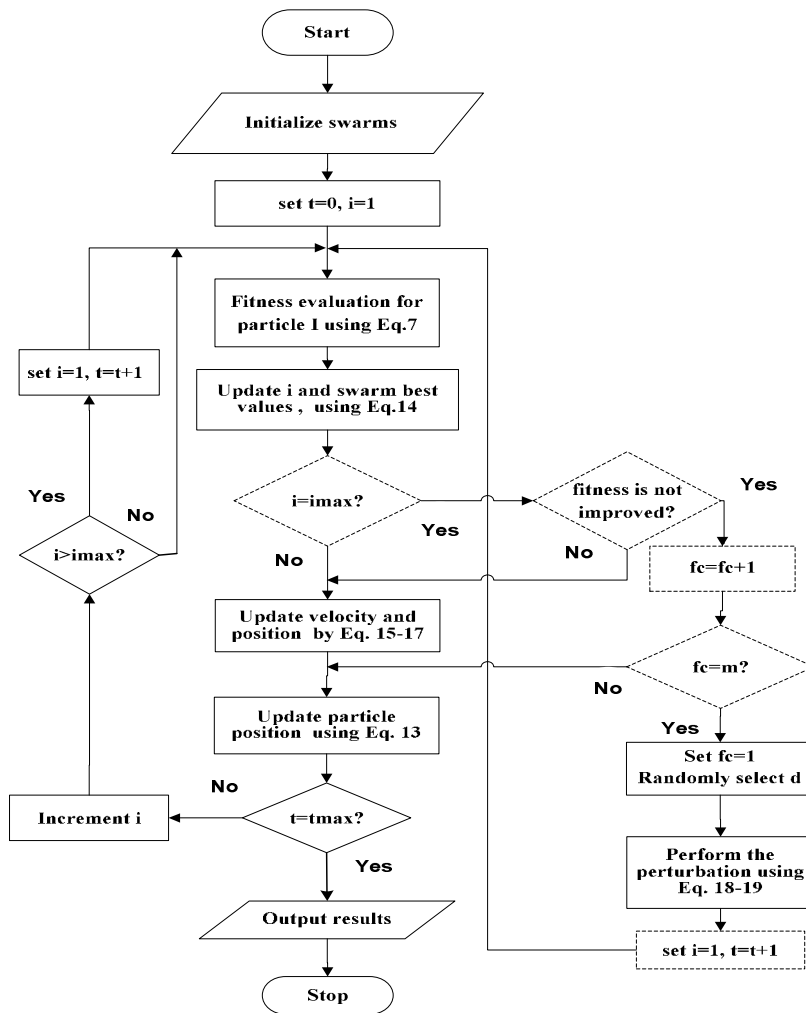 Start
Initialize swarms
set t=0, i=1
Fitness evaluation for
particle I using Eq.7
set i=1, t=t+1
Update i and swarm best
values , using Eq.14
i=imax?
Yes
No
fitness is not
improved?
Yes
No
fc=fc+1
Yes
No
i>imax?
Update velocity and
position by Eq. 15-17
fc=m?
No
Yes
Update particle
position using Eq. 13
Set fc=1
Randomly select d
No
Increment i
t=tmax?
Yes
Perform the
perturbation using
Eq. 18-19
Output results
set i=1, t=t+1
Stop